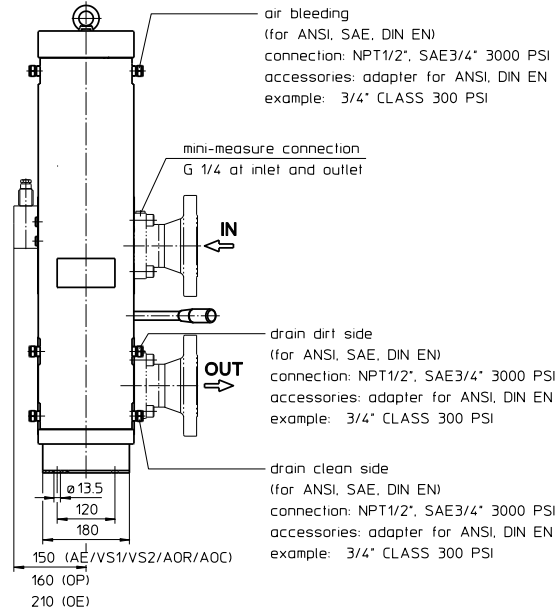 air bleeding
(for ANSI, SAE, DIN EN)
connection: NPT1/2", SAE3/4" 3000 PSI
accessories: adapter for ANSI, DIN EN
example: 3/4" CLASS 300 PSI
mini-measure connection
G 1/4 at inlet and outlet
IN
drain dirt side
(for ANSI, SAE, DIN EN)
connection: NPT1/2", SAE3/4" 3000 PSI
accessories: adapter for ANSI, DIN EN
example: 3/4" CLASS 300 PSI
OUT
drain clean side
(for ANSI, SAE, DIN EN)
connection: NPT1/2", SAE3/4" 3000 PSI
accessories: adapter for ANSI, DIN EN
example: 3/4" CLASS 300 PSI
ø13.5
120
180
150 (AE/VS1/VS2/AOR/AOC)
160 (OP)
210 (OE)